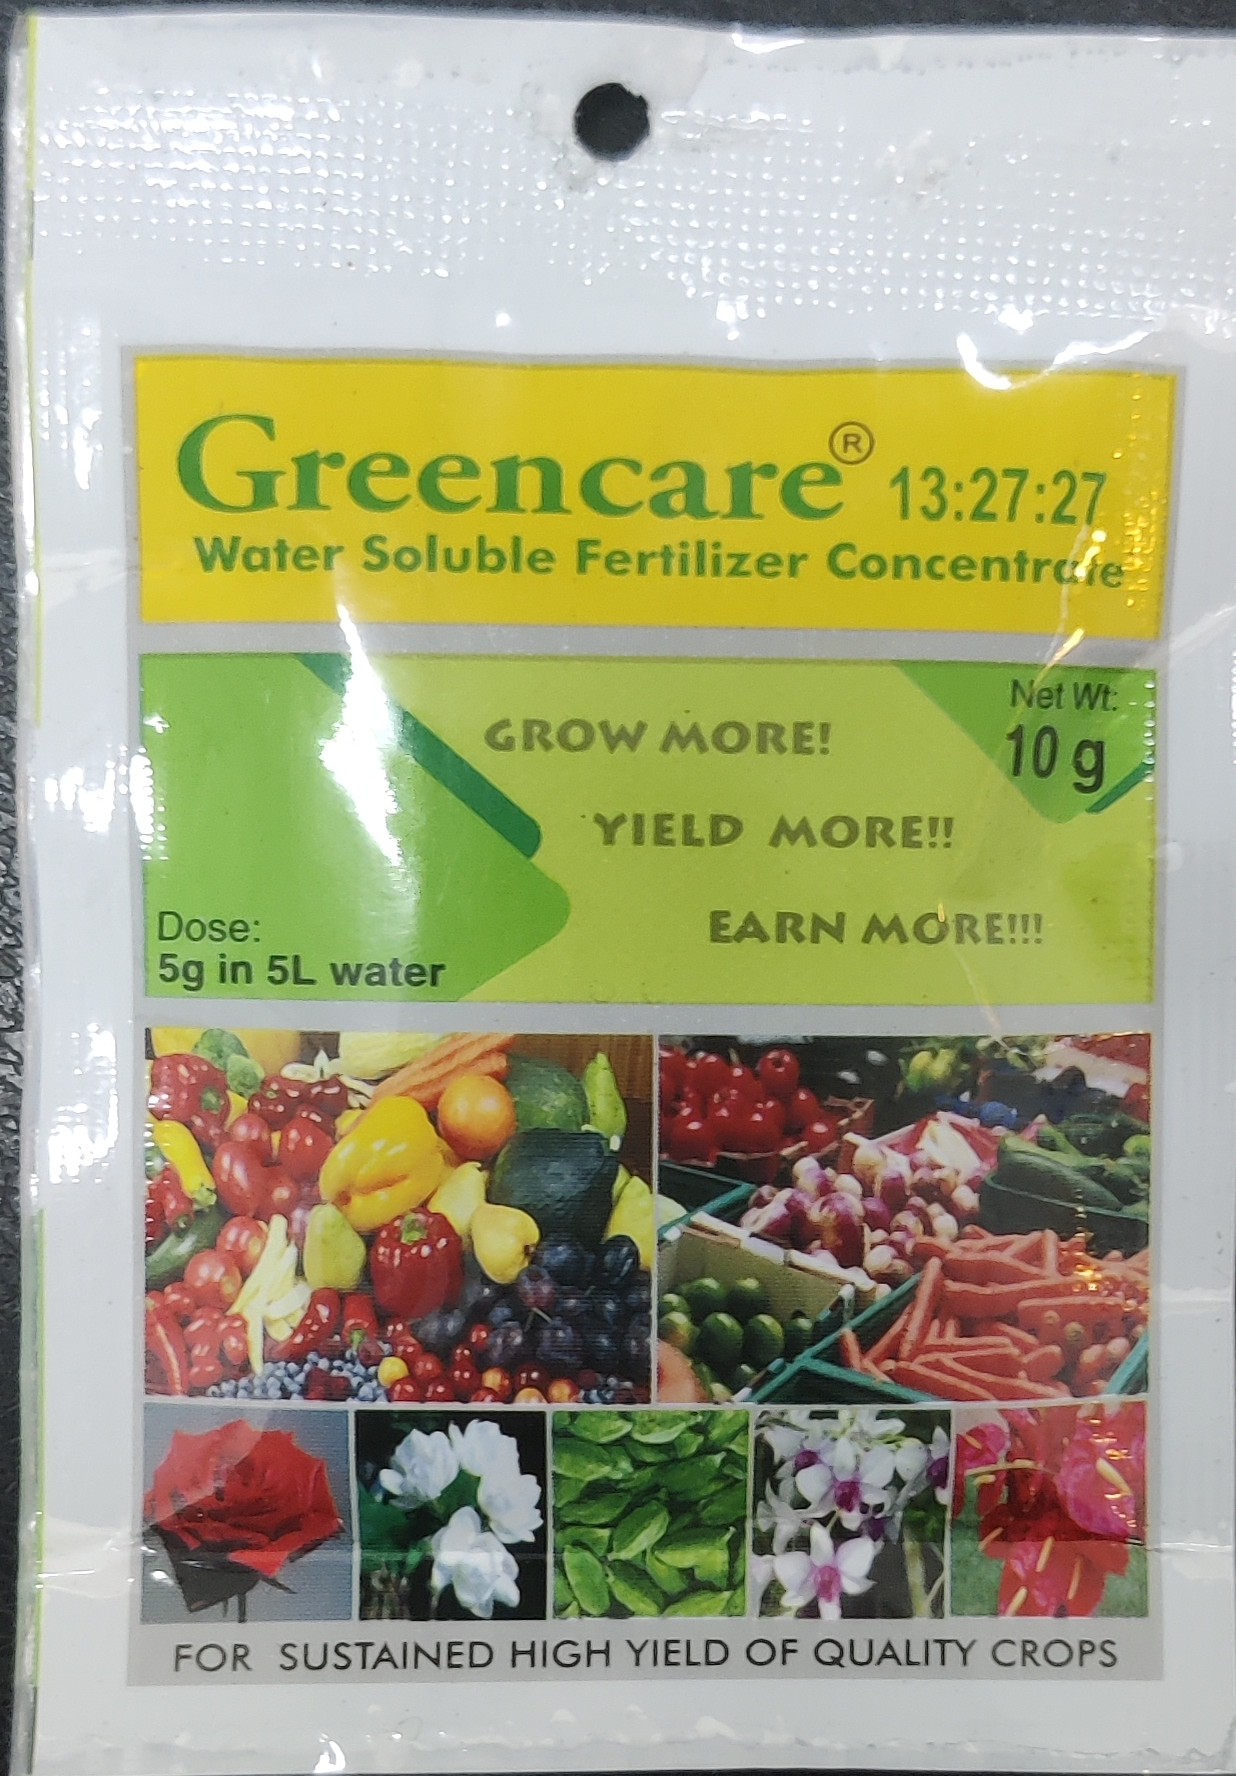 Greencare® 13:27:27
Water Soluble Fertilizer Concentrate
Net Wt:
10 g
GROW MORE!
YIELD MORE!!
EARN MORE!!!
Dose:
5g in 5L water
FOR SUSTAINED HIGH YIELD OF QUALITY CROPS